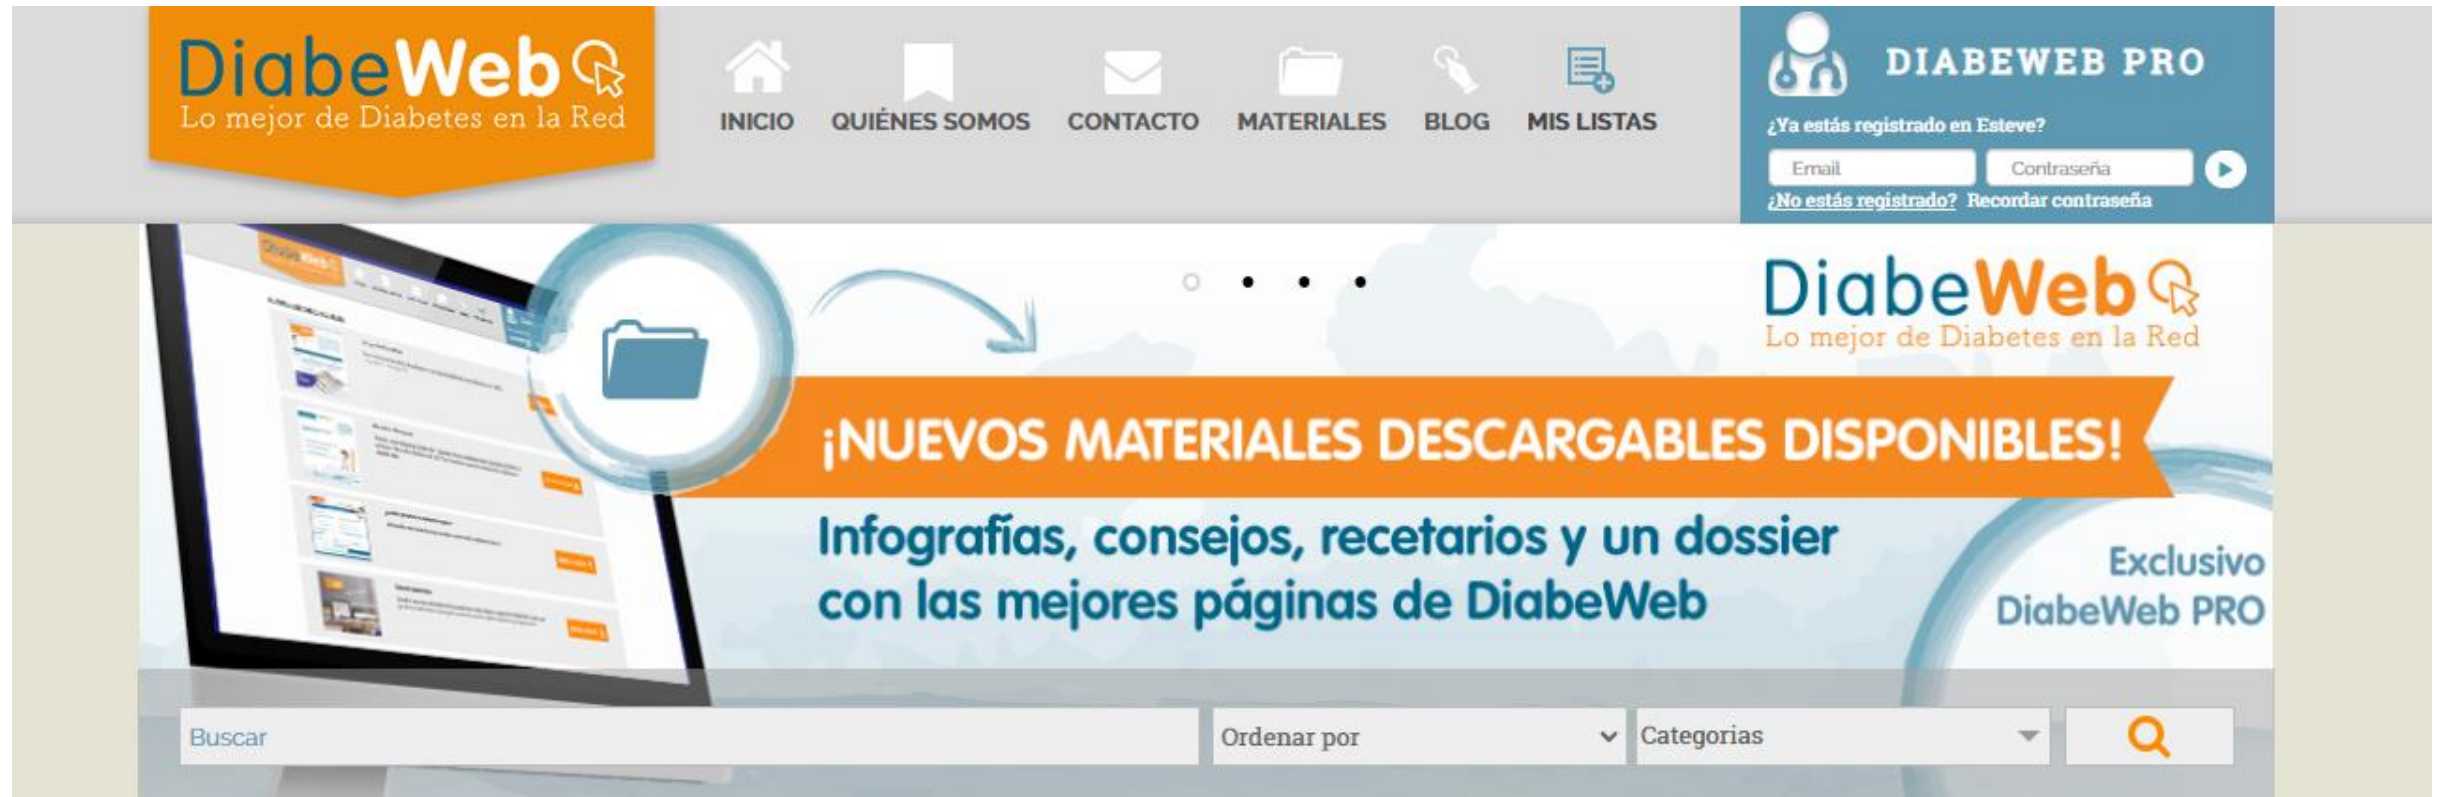 DiabeWeb
Lo mejor de Diabetes en la Red
INICIO
QUIÉNES SOMOS
CONTACTO
MATERIALES
BLOG
MIS LISTAS
DIABEWEB PRO
¿Ya estás registrado en Esteve?
Email
Contraseña
¿No estás registrado? Recordar contraseña
DiabeWeb
Lo mejor de Diabetes en la Red
¡NUEVOS MATERIALES DESCARGABLES DISPONIBLES!
Infografías, consejos, recetarios y un dossier
con las mejores páginas de DiabeWeb
Exclusivo
DiabeWeb PRO
Buscar
Ordenar por
Categorias